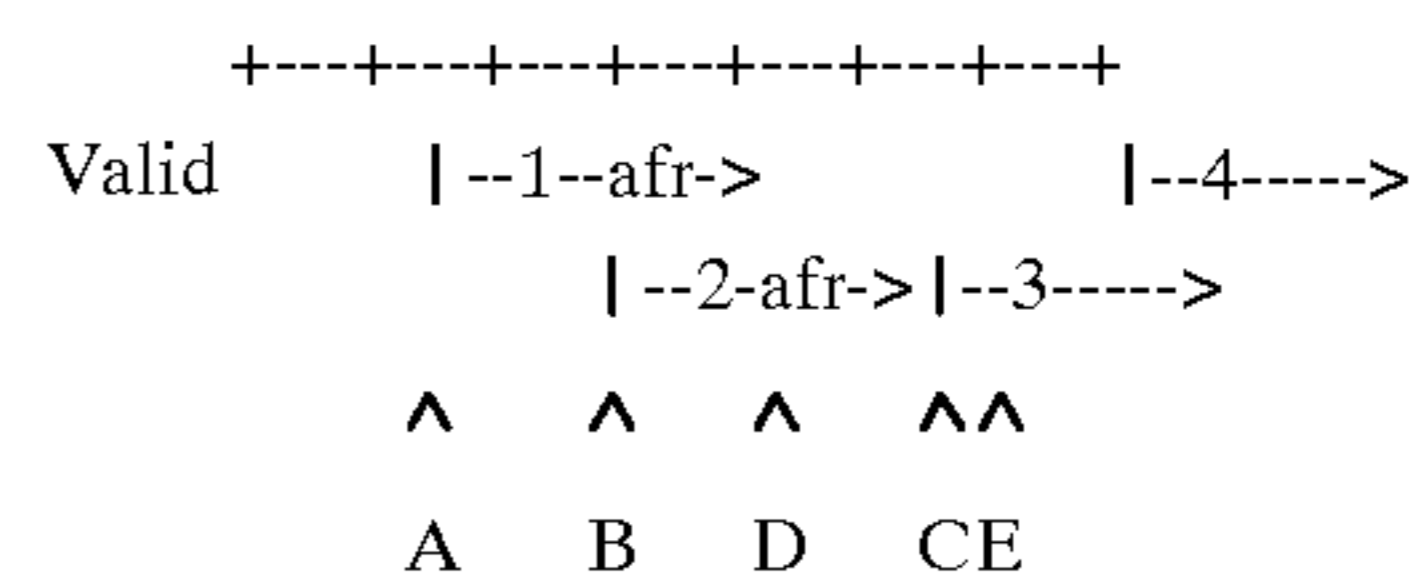 +---+---+---+---+---+---+---+
Valid | --1--afr-> |--4----->
| --2-afr-> |--3----->
^ ^ ^ ^^
A B D CE